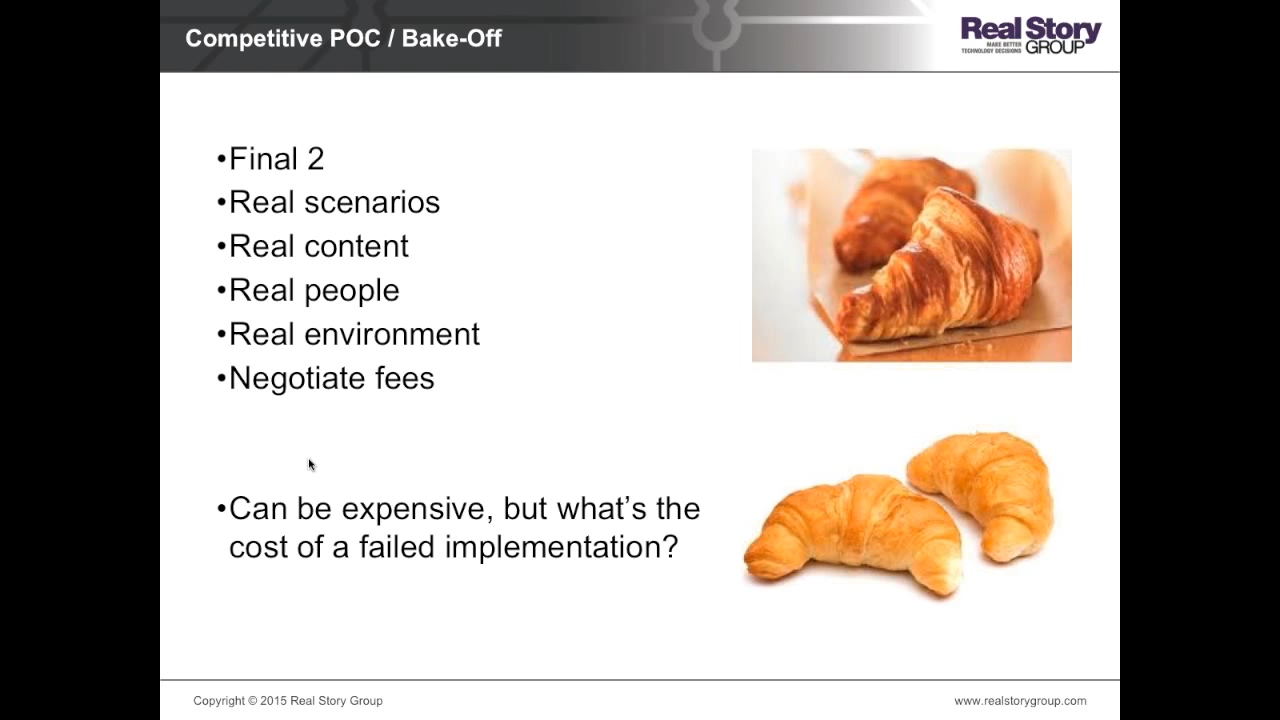 Competitive POC / Bake-Off
Real Story
MAKE BETTER
TECHNOLOGY DECISIONS
GROUP
•Final 2
•Real scenarios
•Real content
•Real people
•Real environment
•Negotiate fees
•Can be expensive, but what’s the
cost of a failed implementation?
Copyright © 2015 Real Story Group
www.realstorygroup.com